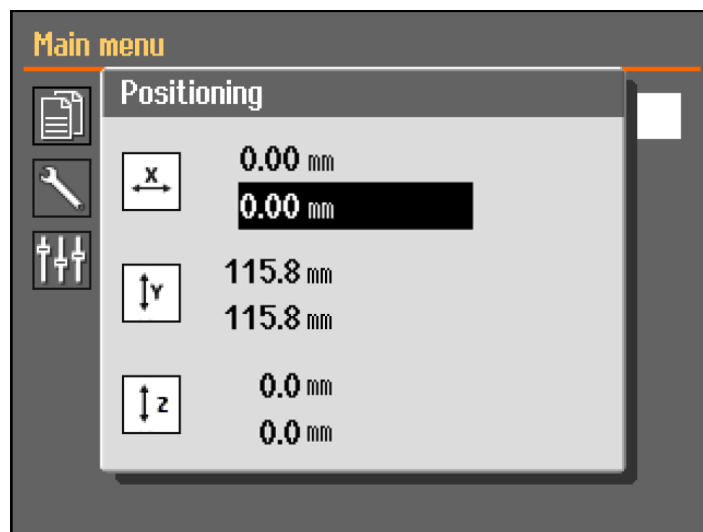 Main menu
Positioning
X
0.00 mm
0.00 mm
Y
115.8 mm
115.8 mm
Z
0.0 mm
0.0 mm